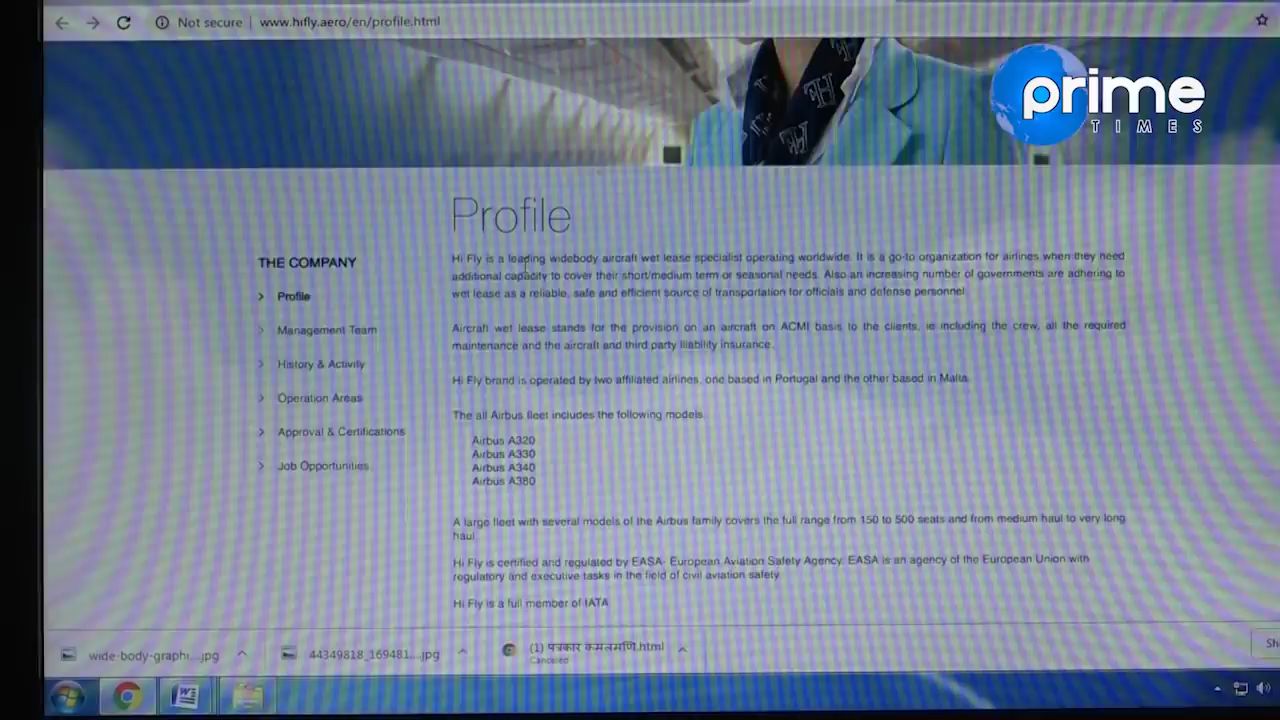 Not secure | www.hifly.aero/en/profile.html
prime
TIMES
Profile
THE COMPANY
Profile
Management Team
History & Activity
Operation Areas
Approval & Certifications
Job Opportunities
Hi Fly is a leading widebody aircraft wet lease specialist operating worldwide. It is a go-to organization for airlines when they need
additional capacity to cover their short/medium term or seasonal needs. Also an increasing number of governments are adhering to
wet lease as a reliable, safe and efficient source of transportation for officials and defense personnel.
Aircraft wet lease stands for the provision on an aircraft on ACMI basis to the clients, ie including the crew, all the required
maintenance and the aircraft and third party liability insurance.
Hi Fly brand is operated by two affiliated airlines, one based in Portugal and the other based in Malta.
The all Airbus fleet includes the following models
Airbus A320
Airbus A330
Airbus A340
Airbus A380
A large fleet with several models of the Airbus family covers the full range from 150 to 500 seats and from medium haul to very long
haul.
Hi Fly is certified and regulated by EASA- European Aviation Safety Agency. EASA is an agency of the European Union with
regulatory and executive tasks in the field of civil aviation safety
Hi Fly is a full member of IATA
wide-body-graphi....jpg
44349818_169481....jpg
(1) पत्रकार कमलमणि.html
Canceled
Sh